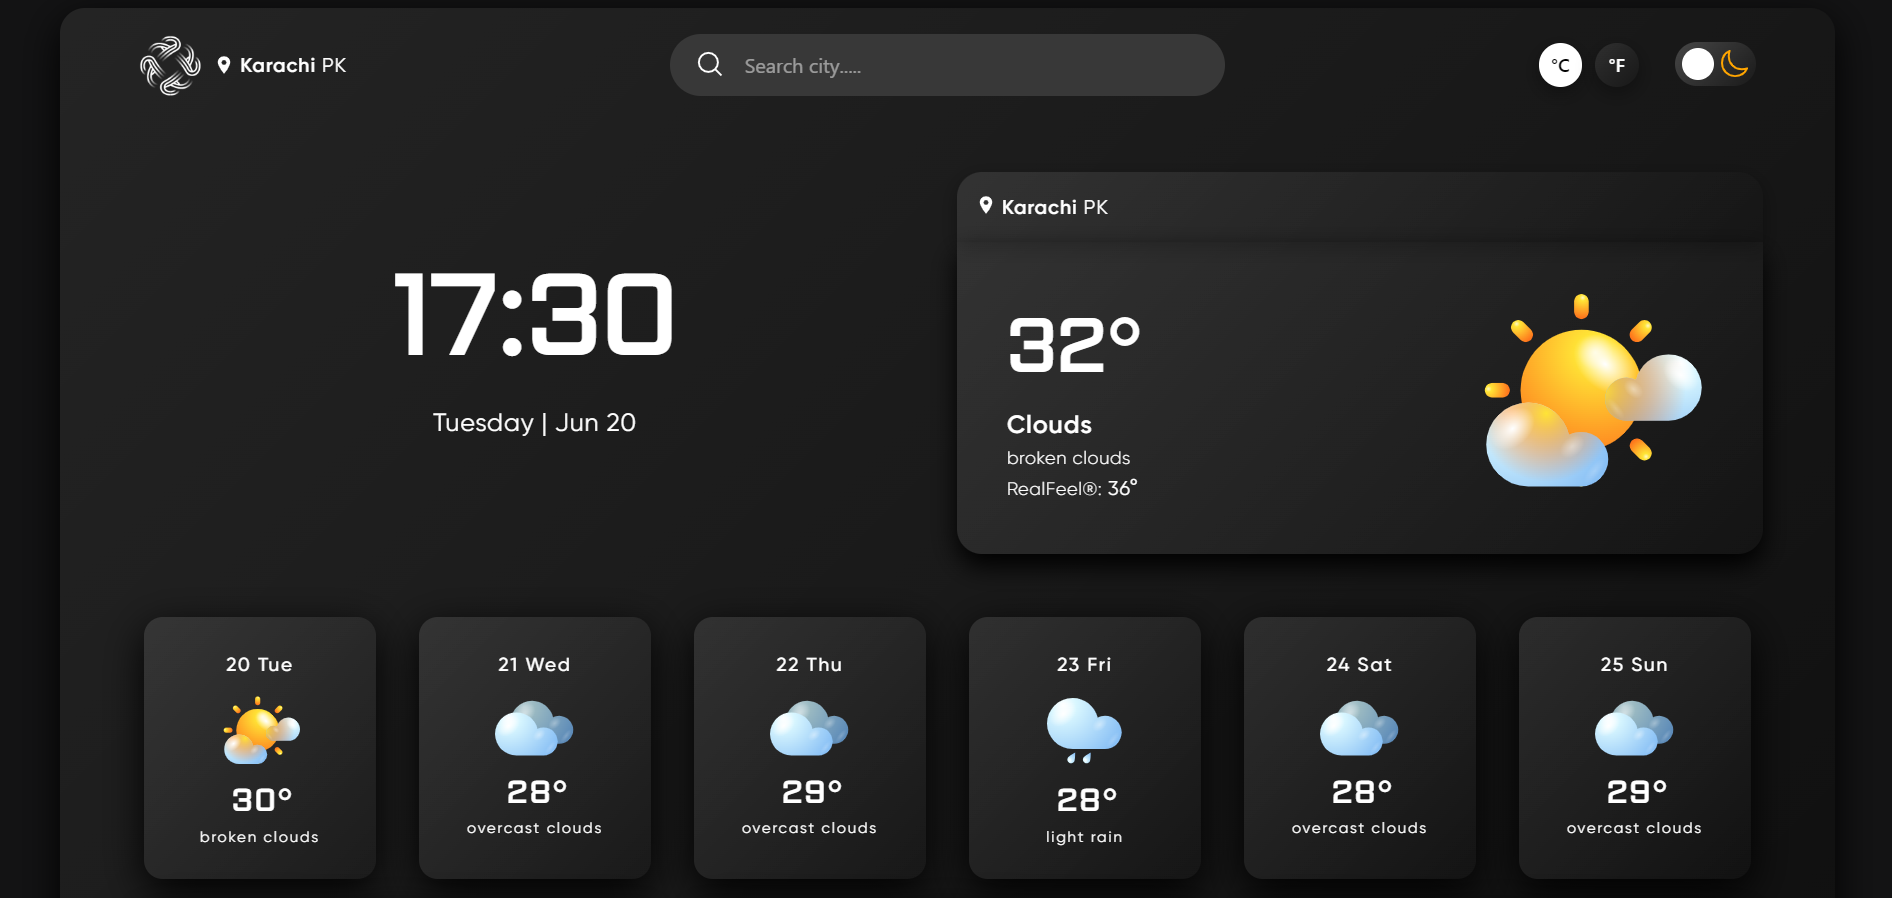 Karachi PK
Search city.....
°C
°F
17:30
Tuesday | Jun 20
Karachi PK
32°
Clouds
broken clouds
RealFeel®: 36°
20 Tue
30°
broken clouds
21 Wed
28°
overcast clouds
22 Thu
29°
overcast clouds
23 Fri
28°
light rain
24 Sat
28°
overcast clouds
25 Sun
29°
overcast clouds